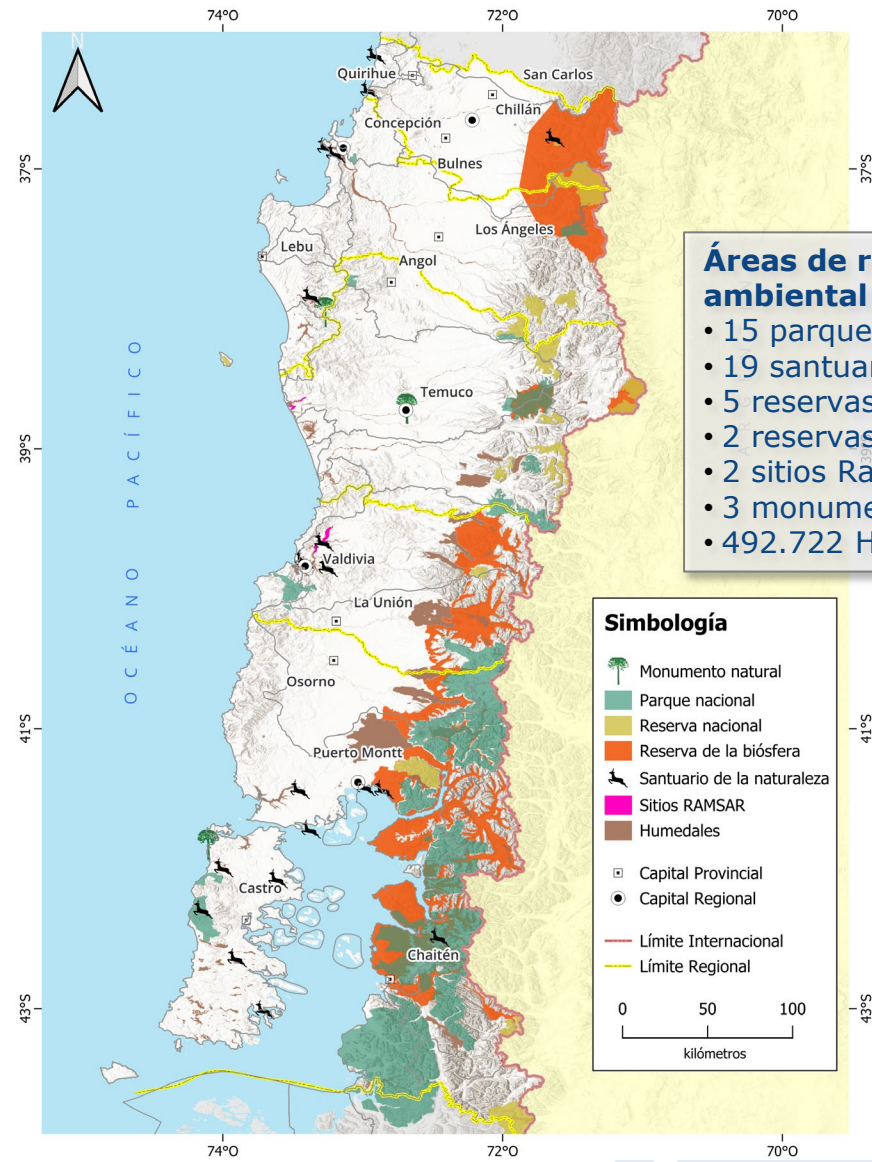 74°O 72°O 70°O
N
Quirihue
San Carlos
Chillán
Concepción
Bulnes
37°S 37°S
Los Ángeles
Lebu
Angol
Áreas de r
ambiental
• 15 parque
• 19 santuar
• 5 reservas
• 2 reservas
• 2 sitios Ra
• 3 monume
• 492.722 H
OCÉANO PACÍFICO
Temuco
39°S
Valdivia
La Unión
Osorno
41°S 41°S
Puerto Montt
Castro
Chaitén
43°S 43°S
Simbología
Monumento natural
Parque nacional
Reserva nacional
Reserva de la biósfera
Santuario de la naturaleza
Sitios RAMSAR
Humedales
Capital Provincial
Capital Regional
Límite Internacional
Límite Regional
0 50 100
kilómetros
74°O 72°O 70°O